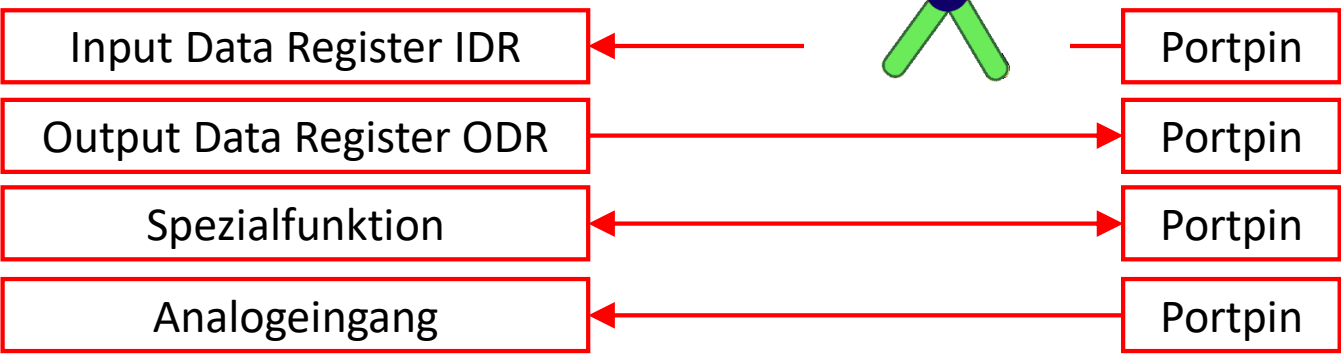 Input Data Register IDR Portpin
Output Data Register ODR Portpin
Spezialfunktion Portpin
Analogeingang Portpin